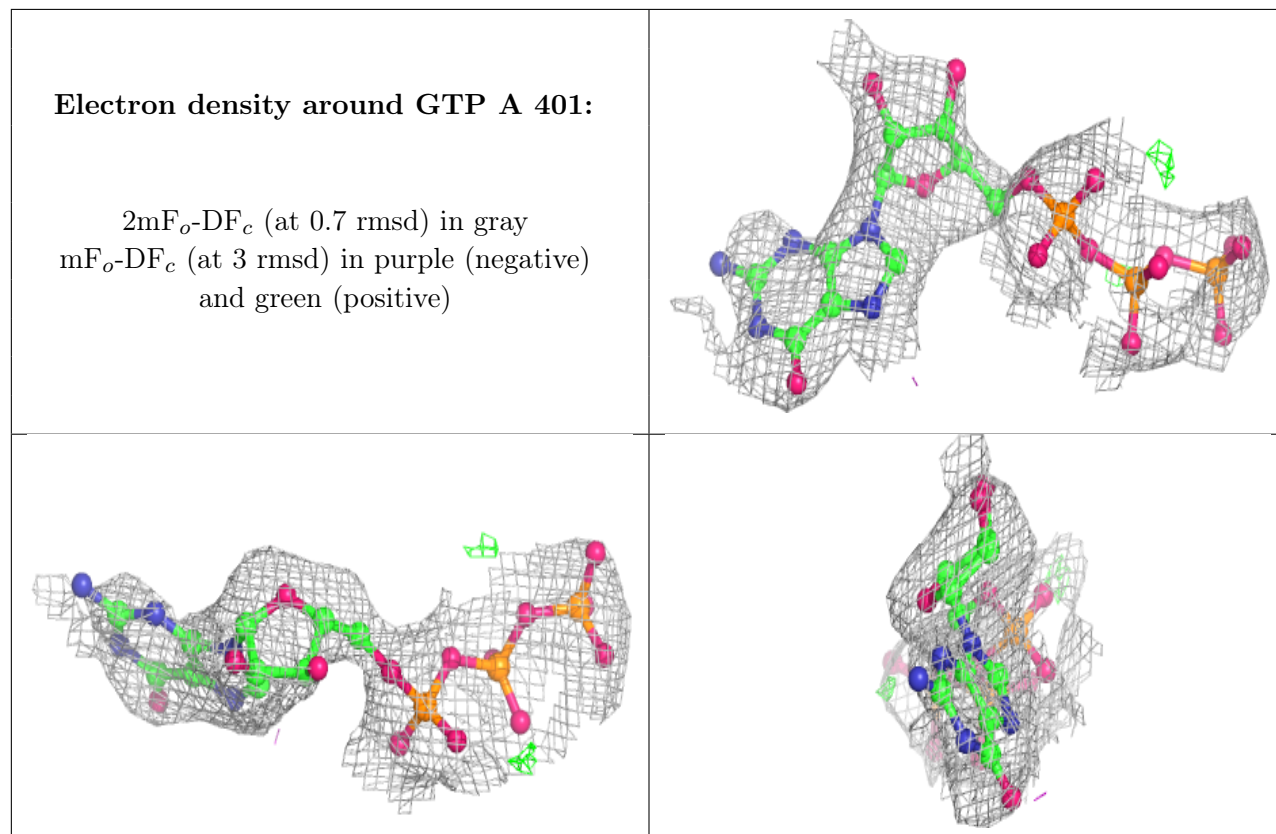 Electron density around GTP A 401:
2mFo-DFc (at 0.7 rmsd) in gray
mFo-DFc (at 3 rmsd) in purple (negative)
and green (positive)